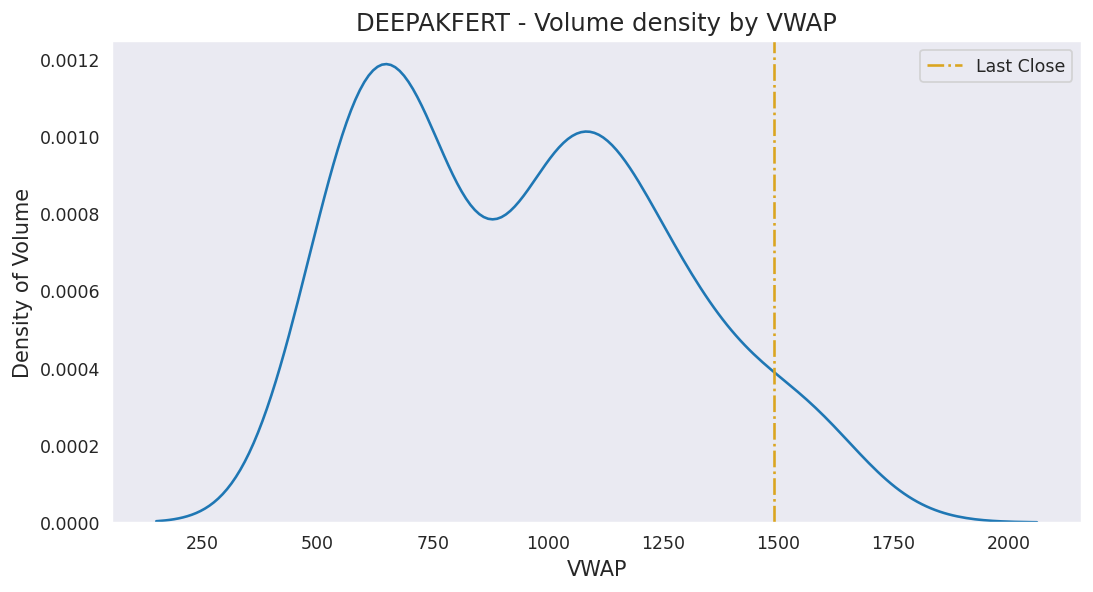 DEEPAKFERT - Volume density by VWAP
Last Close
Density of Volume
0.0012
0.0010
0.0008
0.0006
0.0004
0.0002
0.0000
250 500 750 1000 1250 1500 1750 2000
VWAP